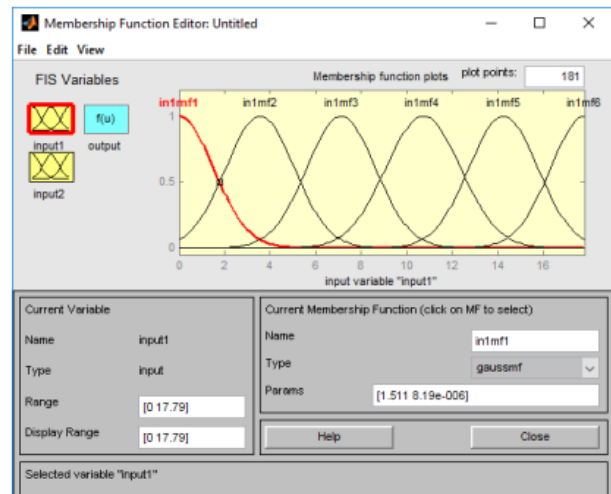 Membership Function Editor: Untitled
File Edit View
FIS Variables
Membership function plots
plot points:
181
in1mf1
in1mf2
in1mf3
in1mf4
in1mf5
in1mf6
f(u)
input1
output
input2
1
0.5
0
0 2 4 6 8 10 12 14 16
input variable "input1"
Current Variable
Name input1
Type input
Range [0 17.79]
Display Range [0 17.79]
Current Membership Function (click on MF to select)
Name in1mf1
Type gaussmf
Params [1.511 8.19e-006]
Help
Close
Selected variable "input1"